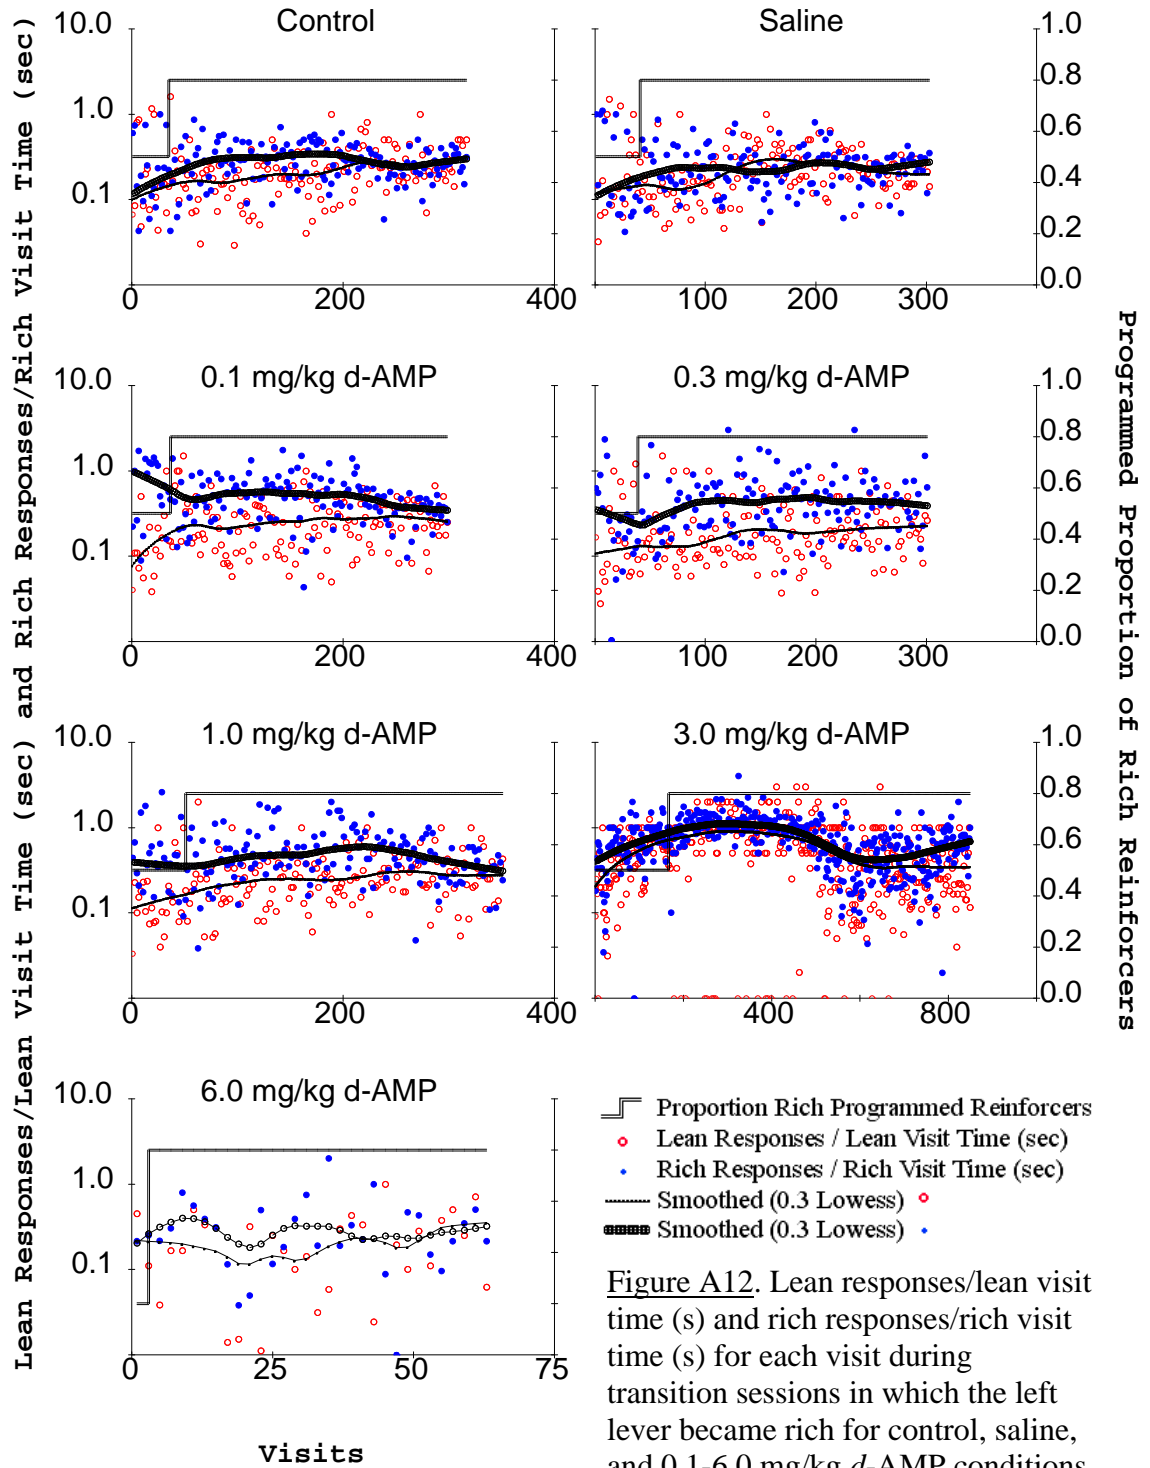 Lean Responses/Lean Visit Time (sec) and Rich Responses/Rich Visit Time (sec)
Control
10.0
1.0
0.1
0
200
400
Saline
1.0
0.8
0.6
0.4
0.2
0.0
100
200
300
0.1 mg/kg d-AMP
10.0
1.0
0.1
0
200
400
0.3 mg/kg d-AMP
1.0
0.8
0.6
0.4
0.2
0.0
100
200
300
1.0 mg/kg d-AMP
10.0
1.0
0.1
0
200
400
3.0 mg/kg d-AMP
1.0
0.8
0.6
0.4
0.2
0.0
400
800
Programmed Proportion of Rich Reinforcers
6.0 mg/kg d-AMP
10.0
1.0
0.1
0
25
50
75
Visits
Proportion Rich Programmed Reinforcers
Lean Responses / Lean Visit Time (sec)
Rich Responses / Rich Visit Time (sec)
Smoothed (0.3 Lowess)
Smoothed (0.3 Lowess)
Figure A12. Lean responses/lean visit
time (s) and rich responses/rich visit
time (s) for each visit during
transition sessions in which the left
lever became rich for control, saline,
and 0.1-6.0 mg/kg d-AMP conditions